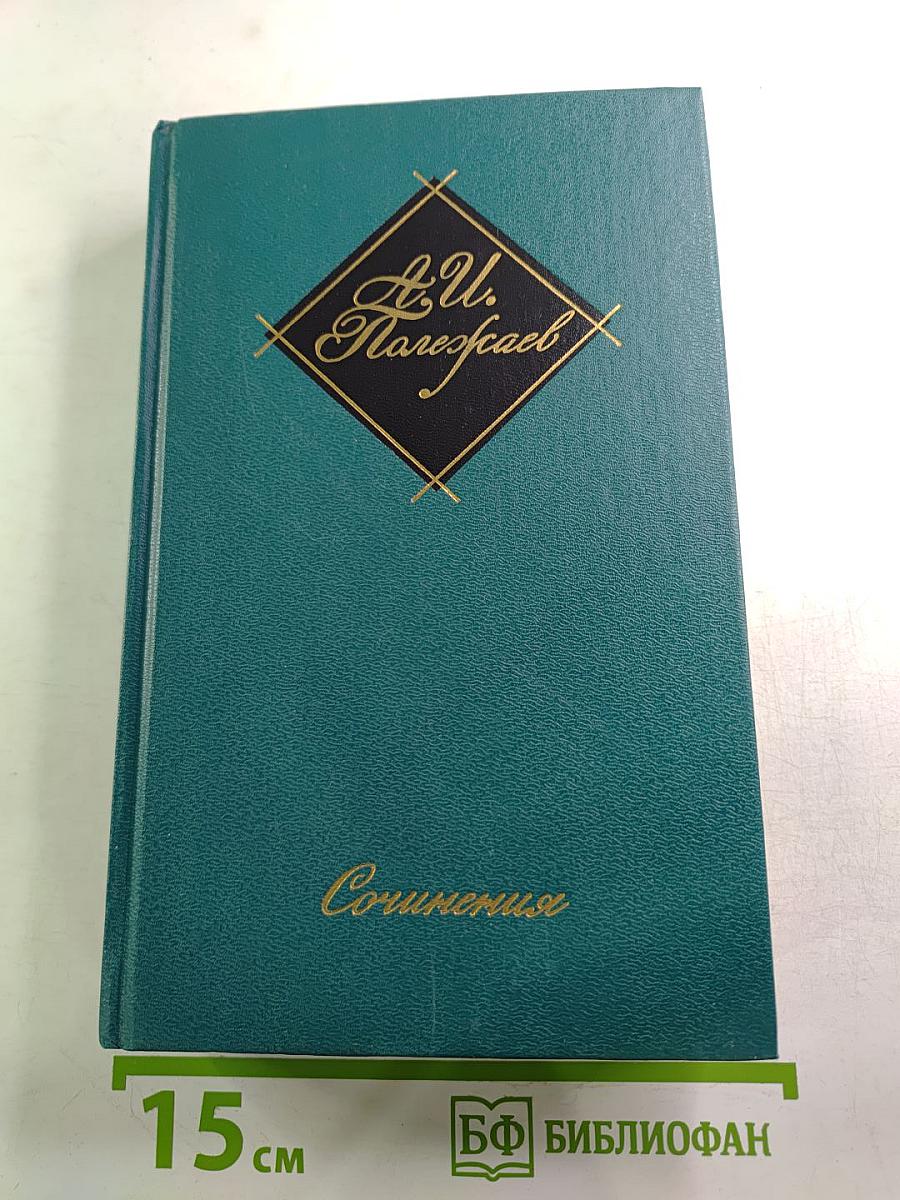 А.И.
Полежаев
Сочинения
15 см
БФ БИБЛИОФАН